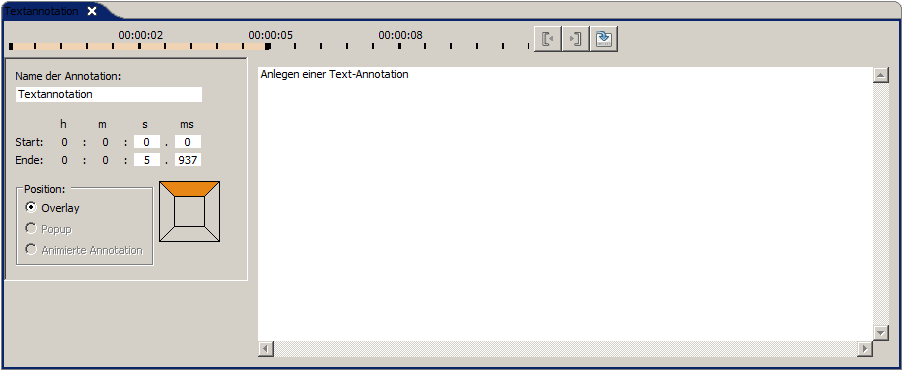 Textannotation
00:00:02 00:00:05 00:00:08
Name der Annotation:
Textannotation
h m s ms
Start: 0 : 0 : 0 . 0
Ende: 0 : 0 : 5 . 937
Position:
Overlay
Popup
Animierte Annotation
Anlegen einer Text-Annotation